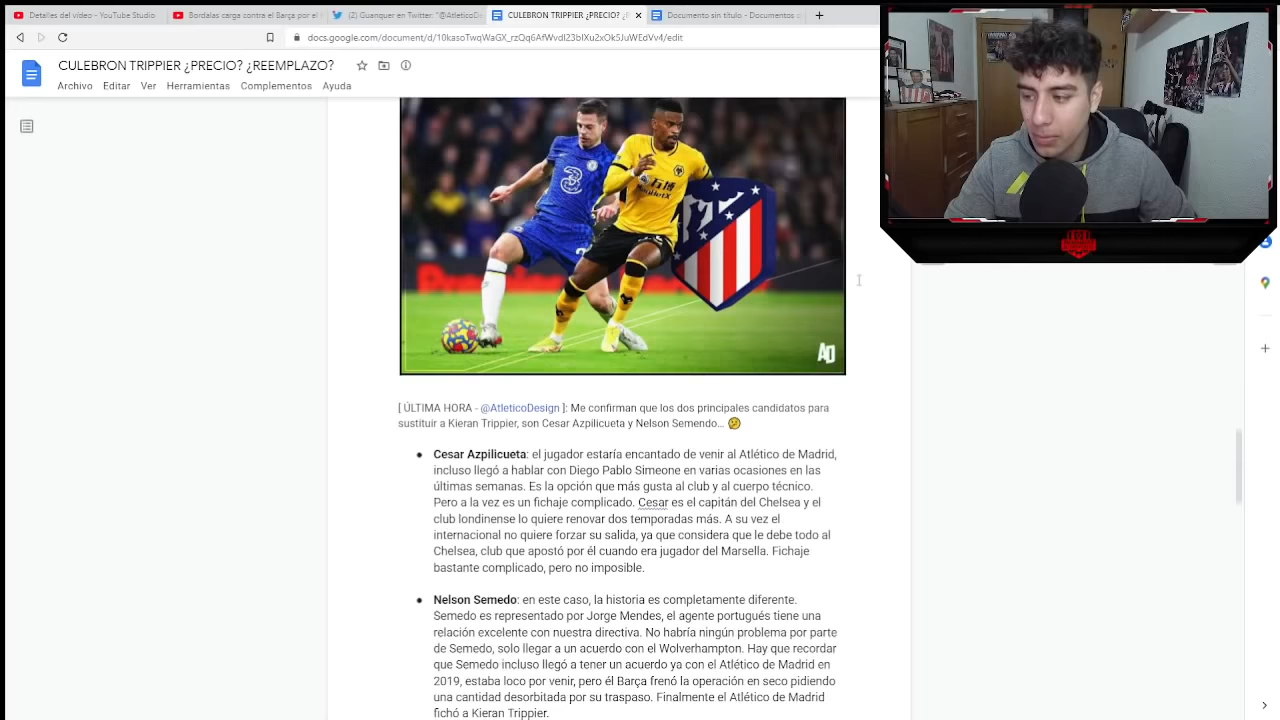 Detalles del vídeo - YouTube Studio
Bordalas carga contra el Barça por el
(2) Guanquer en Twitter: "@AtleticoD
CULEBRON TRIPPIER ¿PRECIO? ¿
Documento sin título - Documentos
docs.google.com/document/d/10kasoTwqWaGX_rzQq6AfWvdI23bIXu2xOk5JuWEdVv4/edit
CULEBRON TRIPPIER ¿PRECIO? ¿REEMPLAZO?
Archivo Editar Ver Herramientas Complementos Ayuda
3
AD
[ ÚLTIMA HORA - @AtleticoDesign ]: Me confirman que los dos principales candidatos para
sustituir a Kieran Trippier, son Cesar Azpilicueta y Nelson Semendo... 🤔
● Cesar Azpilicueta: el jugador estaría encantado de venir al Atlético de Madrid,
incluso llegó a hablar con Diego Pablo Simeone en varias ocasiones en las
últimas semanas. Es la opción que más gusta al club y al cuerpo técnico.
Pero a la vez es un fichaje complicado. Cesar es el capitán del Chelsea y el
club londinense lo quiere renovar dos temporadas más. A su vez el
internacional no quiere forzar su salida, ya que considera que le debe todo al
Chelsea, club que apostó por él cuando era jugador del Marsella. Fichaje
bastante complicado, pero no imposible.
● Nelson Semedo: en este caso, la historia es completamente diferente.
Semedo es representado por Jorge Mendes, el agente portugués tiene una
relación excelente con nuestra directiva. No habría ningún problema por parte
de Semedo, solo llegar a un acuerdo con el Wolverhampton. Hay que recordar
que Semedo incluso llegó a tener un acuerdo ya con el Atlético de Madrid en
2019, estaba loco por venir, pero él Barça frenó la operación en seco pidiendo
una cantidad desorbitada por su traspaso. Finalmente el Atlético de Madrid
fichó a Kieran Trippier.